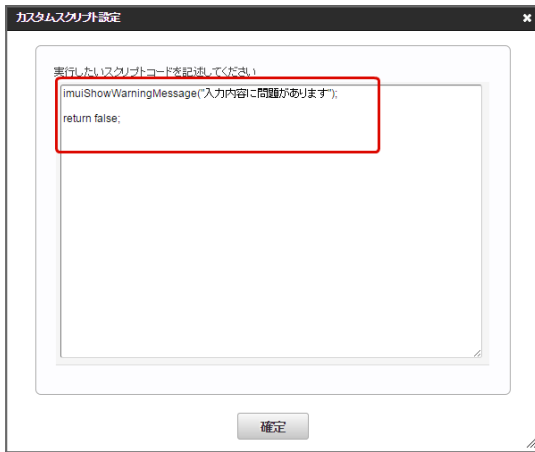 カスタムスクリプト設定
実行したいスクリプトコードを記述してください
imuiShowWarningMessage("入力内容に問題があります");
return false;
確定